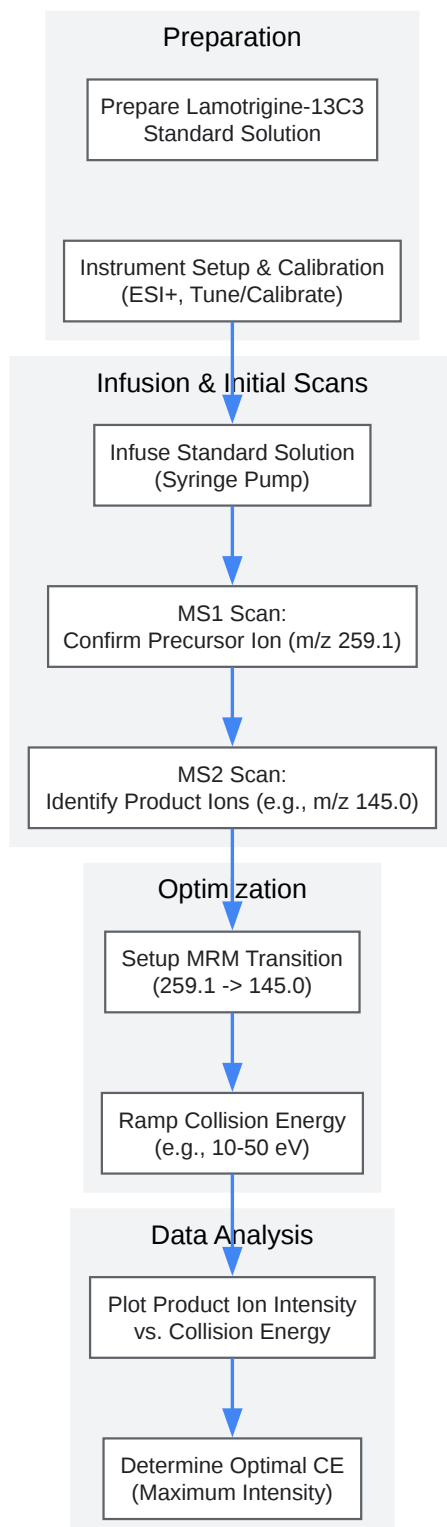 Preparation
Prepare Lamotrigine-13C3
Standard Solution
Instrument Setup & Calibration
(ESI+, Tune/Calibrate)
Infusion & Initial Scans
Infuse Standard Solution
(Syringe Pump)
MS1 Scan:
Confirm Precursor Ion (m/z 259.1)
MS2 Scan:
Identify Product Ions (e.g., m/z 145.0)
Optimization
Setup MRM Transition
(259.1 -> 145.0)
Ramp Collision Energy
(e.g., 10-50 eV)
Data Analysis
Plot Product Ion Intensity
vs. Collision Energy
Determine Optimal CE
(Maximum Intensity)